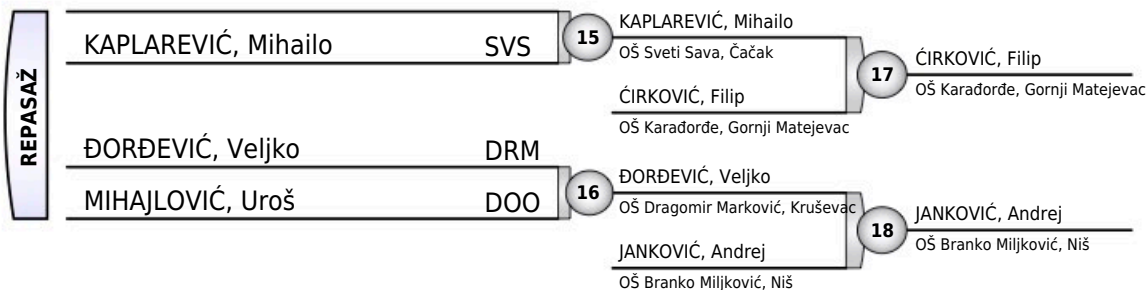 REPASAŽ
KAPLAREVIĆ, Mihailo SVS
ĐORĐEVIĆ, Veljko DRM
MIHAJLOVIĆ, Uroš DOO
15
KAPLAREVIĆ, Mihailo
OŠ Sveti Sava, Čačak
ĆIRKOVIĆ, Filip
OŠ Karađorđe, Gornji Matejevac
16
ĐORĐEVIĆ, Veljko
OŠ Dragomir Marković, Kruševac
JANKOVIĆ, Andrej
OŠ Branko Miljković, Niš
17
ĆIRKOVIĆ, Filip
OŠ Karađorđe, Gornji Matejevac
18
JANKOVIĆ, Andrej
OŠ Branko Miljković, Niš